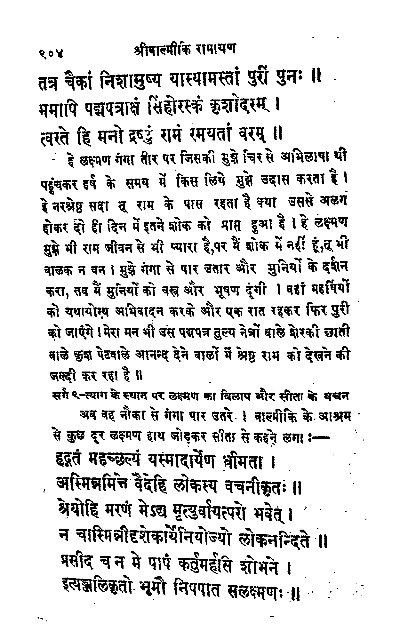 ९०४ श्रीवाल्मीकि रामायण
तत्र चैकां निशामुष्य यास्यामस्तां पुरीं पुनः ॥
ममापि पद्मपत्राक्षं सिंहोरस्कं कृशोदरम् ।
त्वरते हि मनो द्रष्टुं रामं रमयतां वरम् ॥
हे लक्ष्मण गंगा तीर पर जिसकी मुझे चिर से अभिलाषा थी
पहुंचकर हर्ष के समय में किस लिये मुझे उदास करता है ।
हे नरश्रेष्ठ सदा तू राम के पास रहता है क्या उससे अलग
होकर दो ही दिन में इतने शोक को प्राप्त हुआ है । हे लक्ष्मण
मुझे भी राम जीवन से भी प्यारा है, पर मैं शोक में नहीं हूं, तू भी
बालक न बन । मुझे गंगा से पार उतार और मुनियों के दर्शन
करा, तब मैं मुनियों को वस्त्र और भूषण दूंगी । वहां महर्षियों
को यथायोग्य अभिवादन करके और एक रात रहकर फिर पुरी
को जाएंगे । मेरा मन भी उस पद्मपत्र तुल्य नेत्रों वाले शेरकी छाती
वाले कृश पेटवाले आनन्द देने वालों में श्रेष्ठ राम को देखने की
जल्दी कर रहा है ॥
सर्ग ९-त्याग के स्थान पर लक्ष्मण का विलाप और सीता के वचन
अब वह नौका से गंगा पार उतरे । वाल्मीकि के आश्रम
से कुछ दूर लक्ष्मण हाथ जोड़कर सीता से कहने लगा :—
हृद्गतं महच्छल्यं यस्मादार्येण धीमता ।
अस्मिन्निमित्ते वैदेहि लोकस्य वचनीकृतः ॥
श्रेयोहि मरणं मेऽद्य मृत्युर्वायत्परो भवेत् ।
न चास्मिन्नीदृशेकार्येनियोज्यो लोकनन्दिते ॥
प्रसीद च न मे पापं कर्तुमर्हसि शोभने ।
इत्यञ्जलिकृतो भूमौ निपपात सलक्ष्मणः ॥